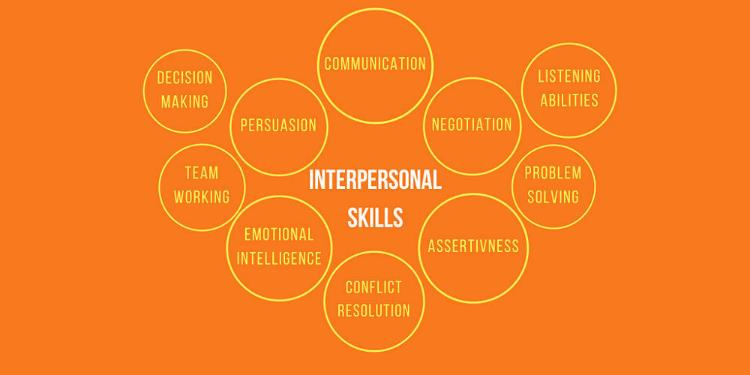 COMMUNICATION
DECISION
MAKING
LISTENING
ABILITIES
PERSUASION
NEGOTIATION
INTERPERSONAL
SKILLS
TEAM
WORKING
PROBLEM
SOLVING
EMOTIONAL
INTELLIGENCE
ASSERTIVNESS
CONFLICT
RESOLUTION